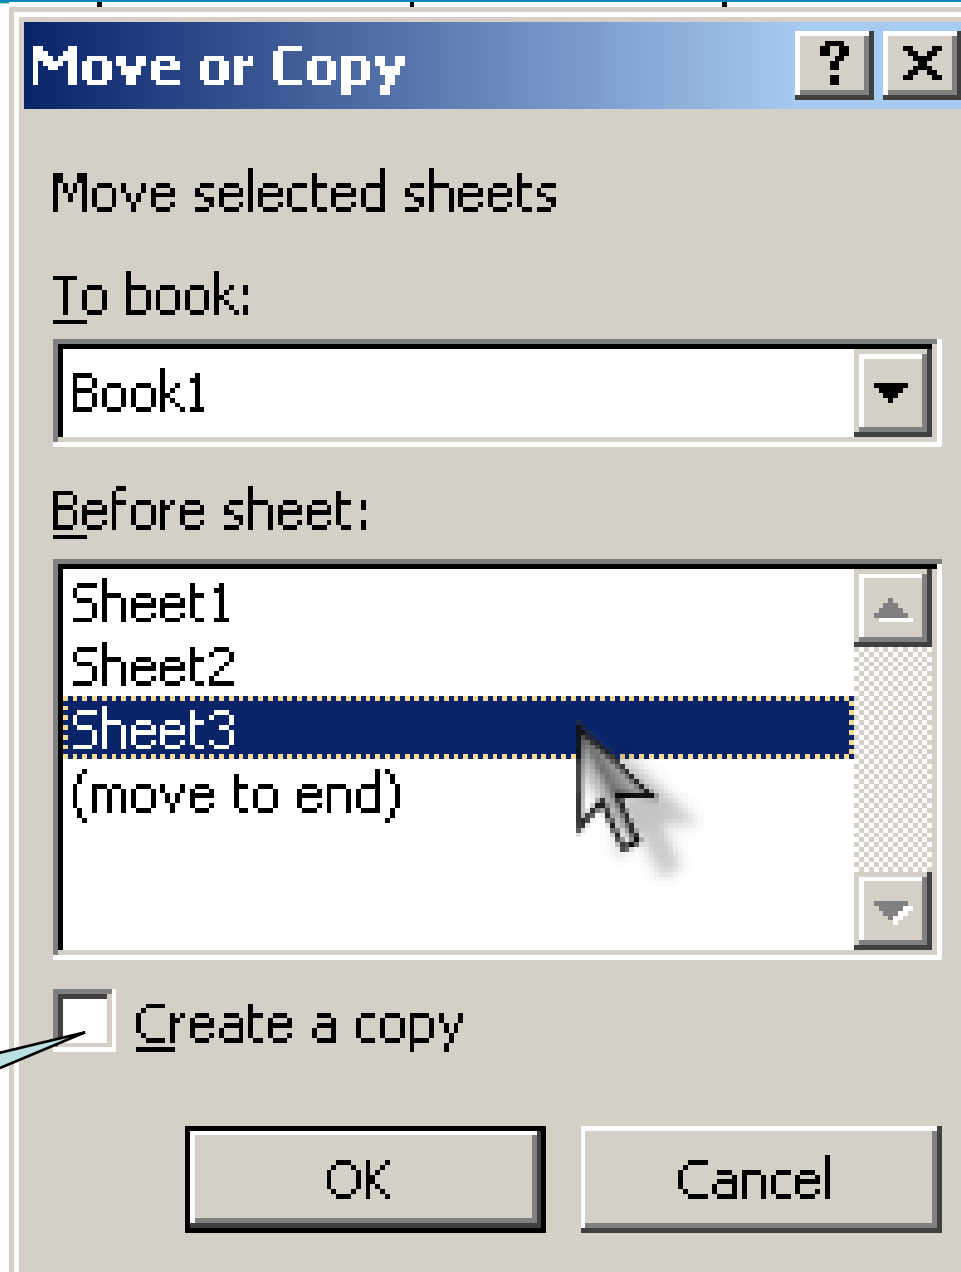 Move or Copy ? X
Move selected sheets
To book:
Book1
Before sheet:
Sheet1
Sheet2
Sheet3
(move to end)
Create a copy
OK Cancel